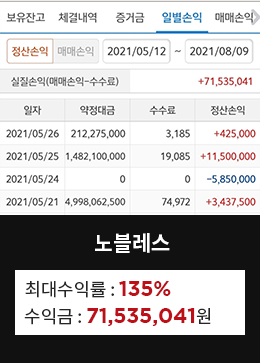 보유잔고 체결내역 증거금 일별손익 매매손익
정산손익 매매손익 2021/05/12 ~ 2021/08/09
실질손익(매매손익-수수료) +71,535,041
일자 약정대금 수수료 정산손익
2021/05/26 212,275,000 3,185 +425,000
2021/05/25 1,482,100,000 19,085 +11,500,000
2021/05/24 0 0 -5,850,000
2021/05/21 4,998,062,500 74,972 +3,437,500
노블레스
최대수익률 : 135%
수익금 : 71,535,041원